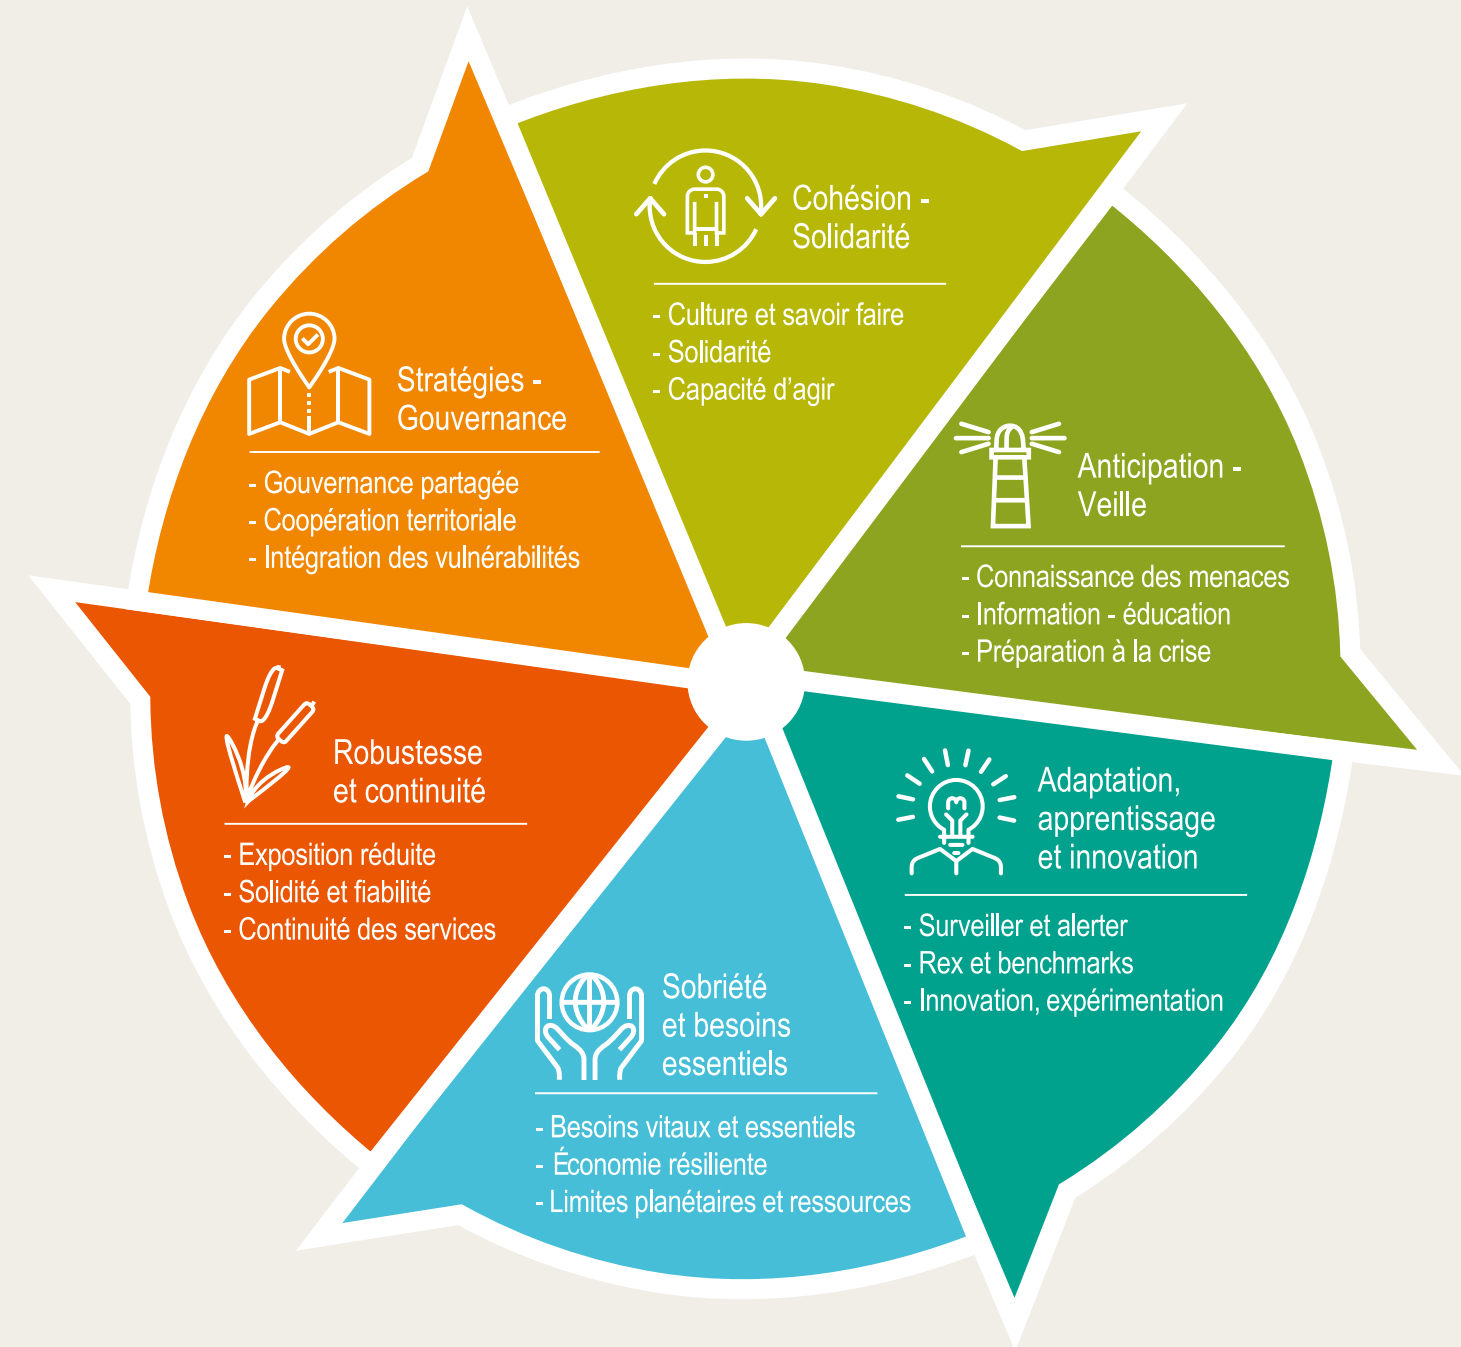 Cohésion -
Solidarité
- Culture et savoir faire
- Solidarité
- Capacité d’agir
Anticipation -
Veille
- Connaissance des menaces
- Information - éducation
- Préparation à la crise
Adaptation,
apprentissage
et innovation
- Surveiller et alerter
- Rex et benchmarks
- Innovation, expérimentation
Sobriété
et besoins
essentiels
- Besoins vitaux et essentiels
- Économie résiliente
- Limites planétaires et ressources
Robustesse
et continuité
- Exposition réduite
- Solidité et fiabilité
- Continuité des services
Stratégies -
Gouvernance
- Gouvernance partagée
- Coopération territoriale
- Intégration des vulnérabilités